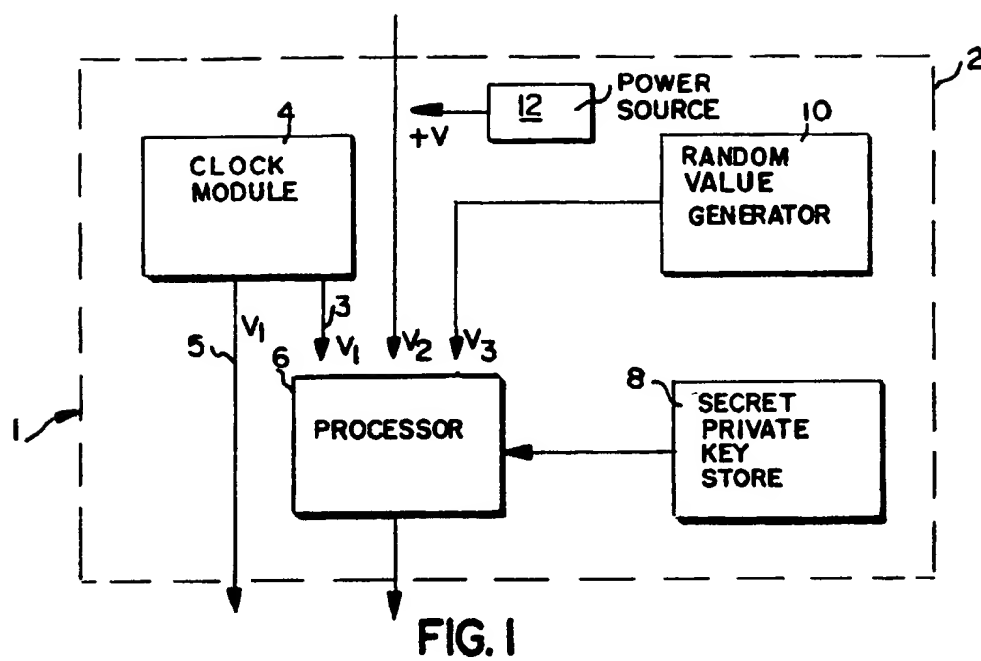 2
12
POWER
SOURCE
+V
4
CLOCK
MODULE
10
RANDOM
VALUE
GENERATOR
3
V1
5
V1
V2
V3
6
PROCESSOR
8
SECRET
PRIVATE
KEY
STORE
1
FIG. 1